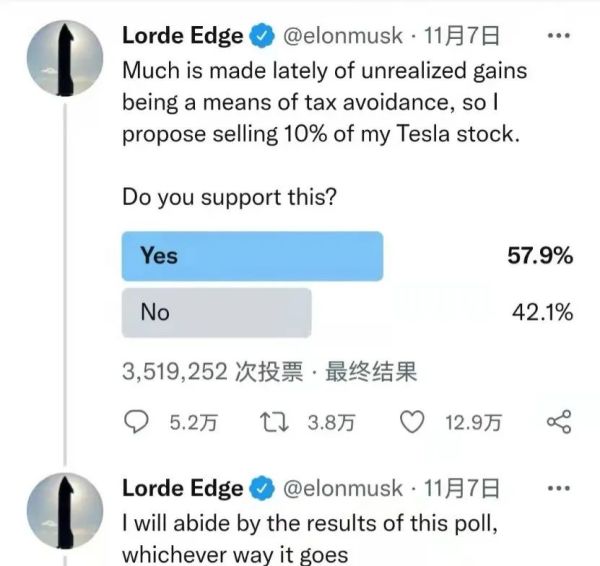 Lorde Edge @elonmusk · 11月7日
Much is made lately of unrealized gains
being a means of tax avoidance, so I
propose selling 10% of my Tesla stock.
Do you support this?
Yes 57.9%
No 42.1%
3,519,252 次投票 · 最终结果
5.2万 3.8万 12.9万
Lorde Edge @elonmusk · 11月7日
I will abide by the results of this poll,
whichever way it goes